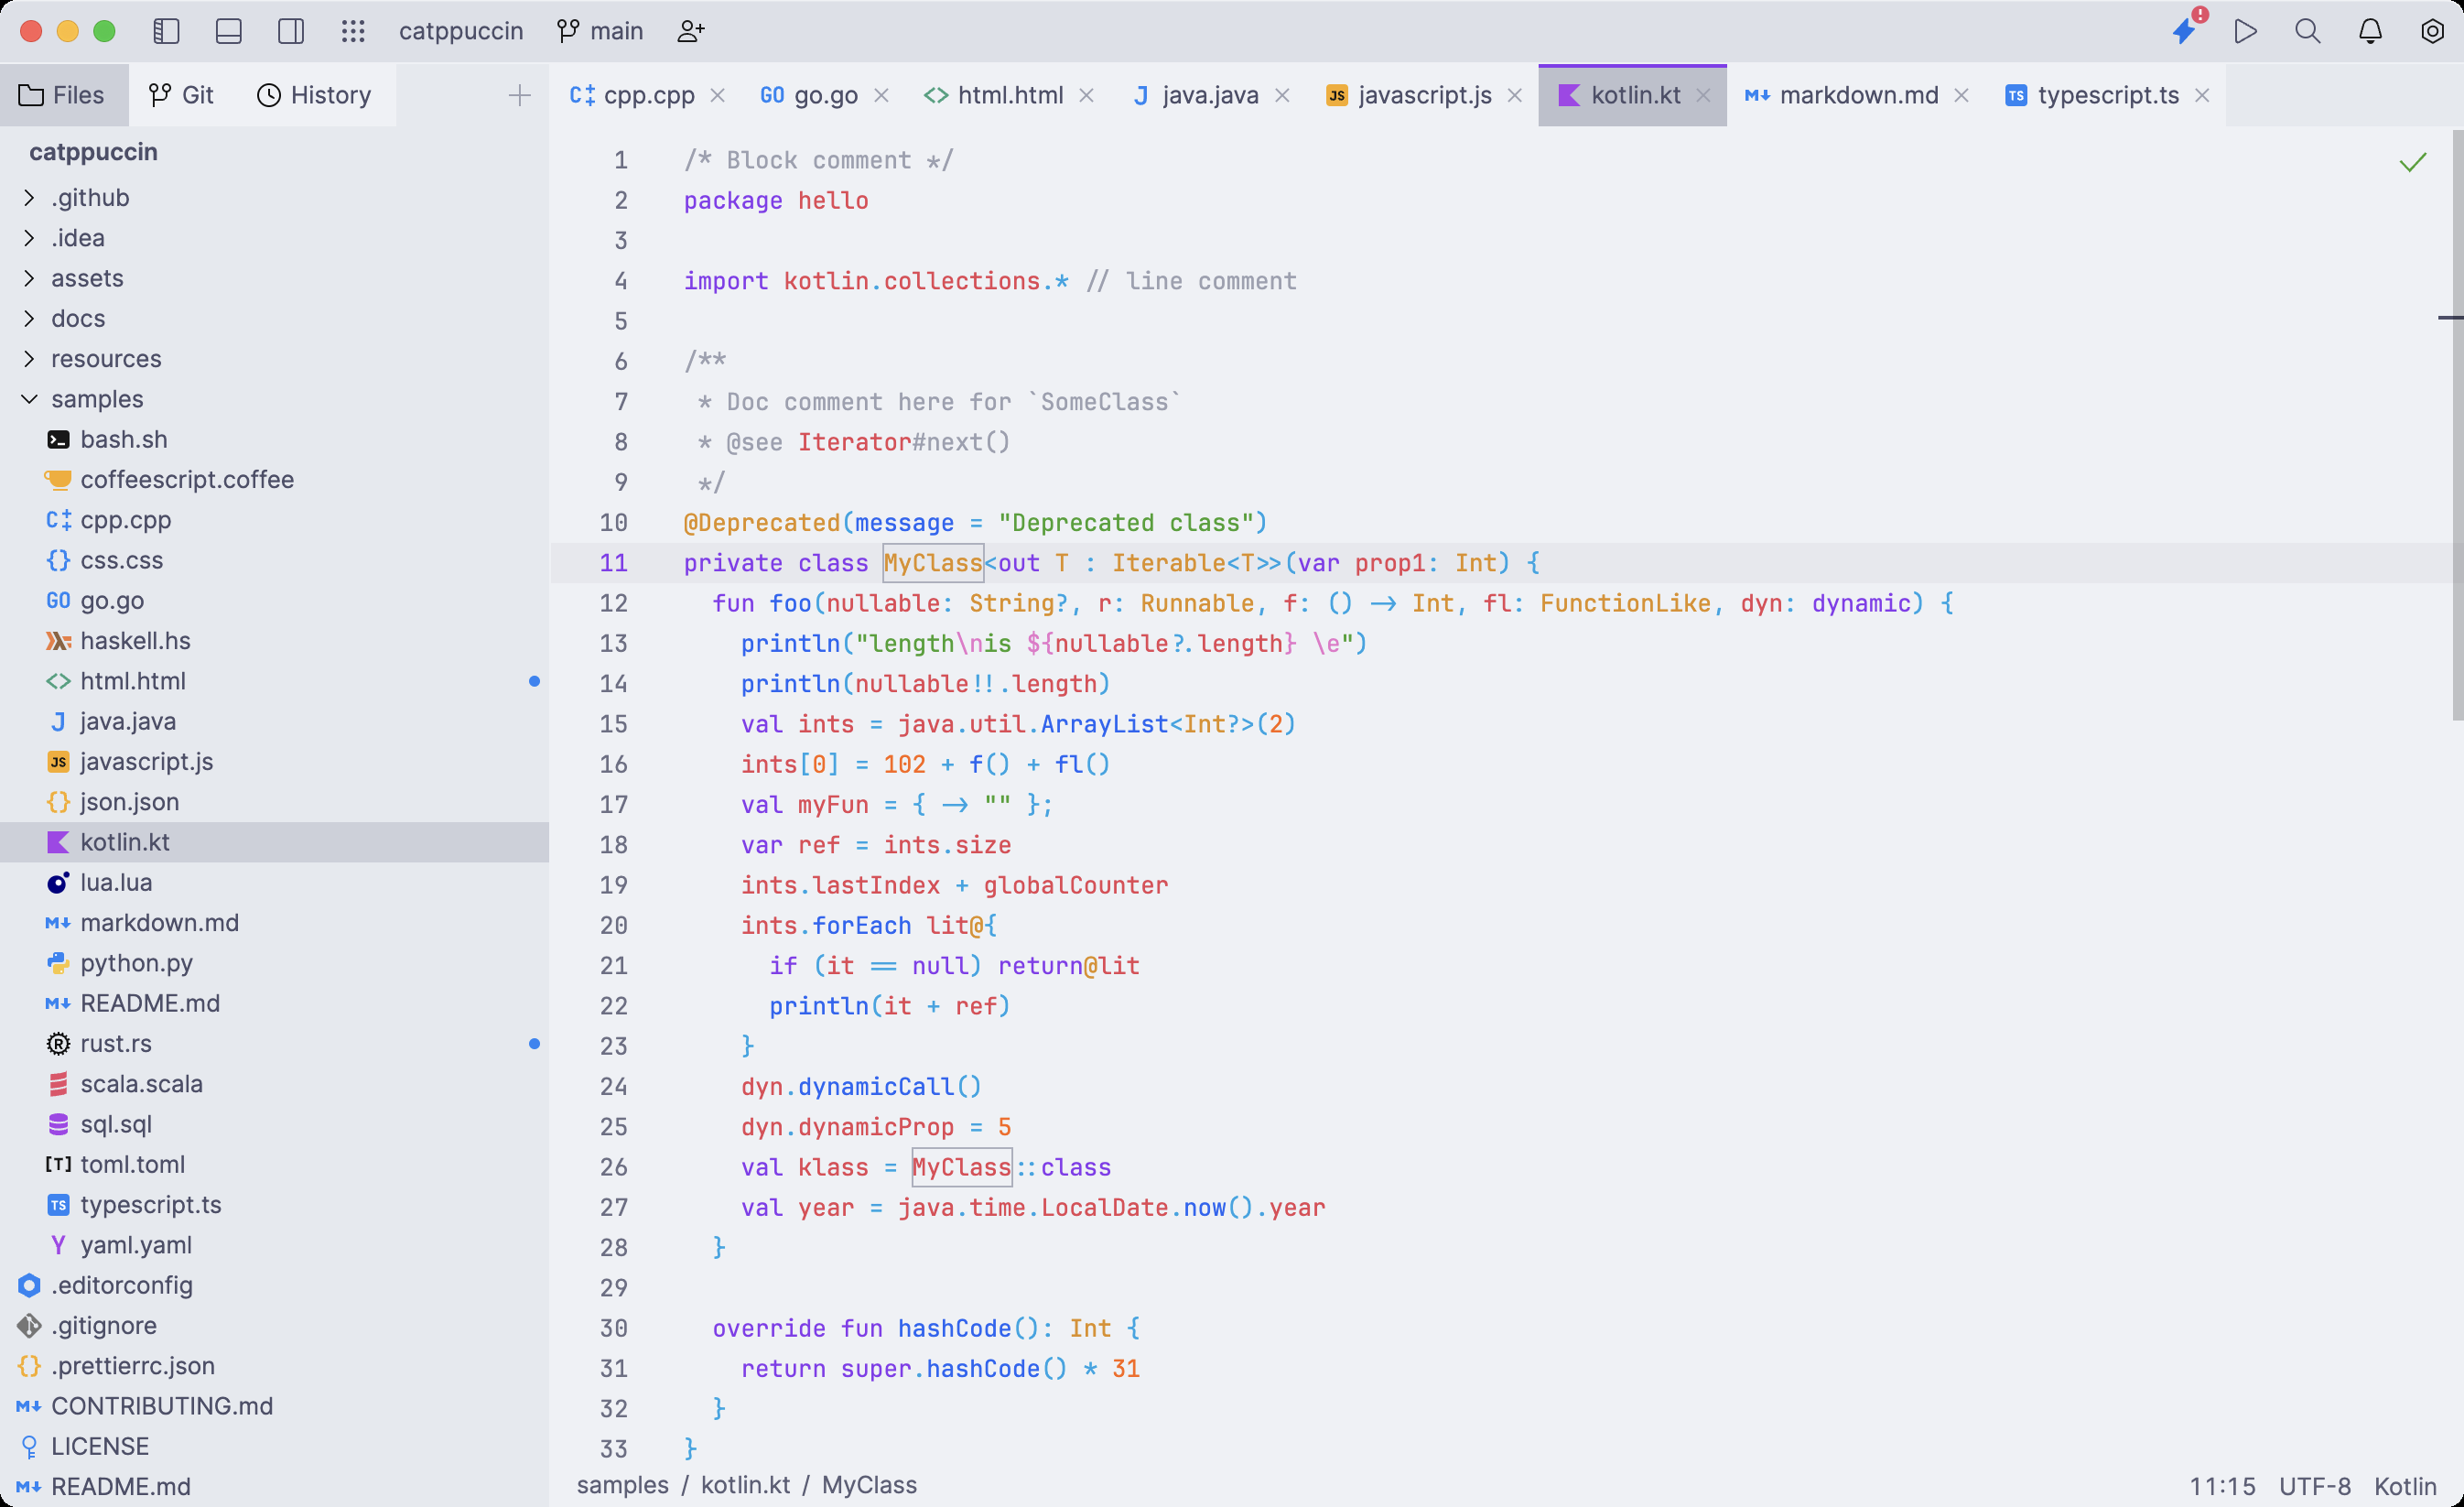 catppuccin main
Files Git History
cpp.cpp go.go html.html java.java javascript.js kotlin.kt markdown.md typescript.ts
catppuccin
.github
.idea
assets
docs
resources
samples
bash.sh
coffeescript.coffee
cpp.cpp
css.css
go.go
haskell.hs
html.html
java.java
javascript.js
json.json
kotlin.kt
lua.lua
markdown.md
python.py
README.md
rust.rs
scala.scala
sql.sql
toml.toml
typescript.ts
yaml.yaml
.editorconfig
.gitignore
.prettierrc.json
CONTRIBUTING.md
LICENSE
README.md
1 /* Block comment */
2 package hello
3
4 import kotlin.collections.* // line comment
5
6 /**
7 * Doc comment here for `SomeClass`
8 * @see Iterator#next()
9 */
10 @Deprecated(message = "Deprecated class")
11 private class MyClass<out T : Iterable<T>>(var prop1: Int) {
12 fun foo(nullable: String?, r: Runnable, f: () -> Int, fl: FunctionLike, dyn: dynamic) {
13 println("length\nis ${nullable?.length} \e")
14 println(nullable!!.length)
15 val ints = java.util.ArrayList<Int?>(2)
16 ints[0] = 102 + f() + fl()
17 val myFun = { -> "" };
18 var ref = ints.size
19 ints.lastIndex + globalCounter
20 ints.forEach lit@{
21 if (it == null) return@lit
22 println(it + ref)
23 }
24 dyn.dynamicCall()
25 dyn.dynamicProp = 5
26 val klass = MyClass::class
27 val year = java.time.LocalDate.now().year
28 }
29
30 override fun hashCode(): Int {
31 return super.hashCode() * 31
32 }
33 }
samples / kotlin.kt / MyClass
11:15 UTF-8 Kotlin